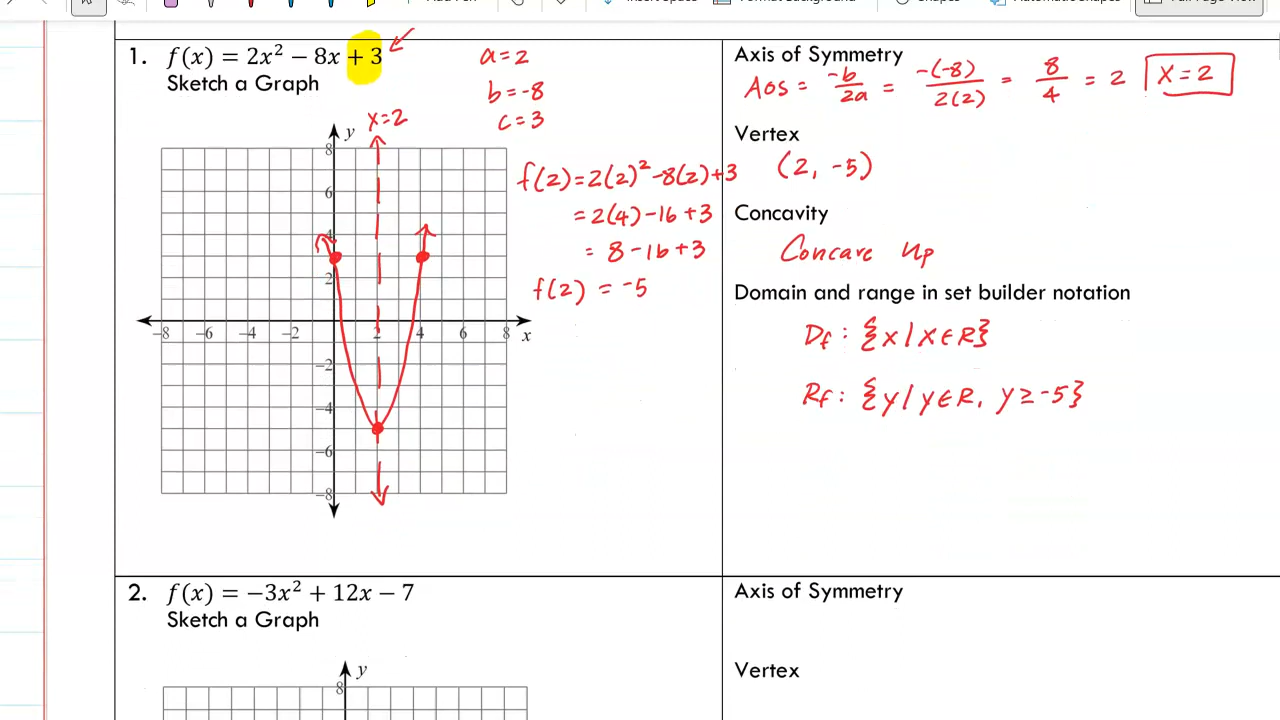 1. f(x) = 2x² − 8x + 3
Sketch a Graph
a = 2
b = -8
c = 3
x=2
y
8
6
4
2
−8 −6 −4 −2 2 4 6 8 x
−2
−4
−6
−8
f(2) = 2(2)² -8(2)+3
= 2(4) -16 +3
= 8 -16 +3
f(2) = -5
Axis of Symmetry
AOS = -b/2a = -(-8)/2(2) = 8/4 = 2 x = 2
Vertex
(2, -5)
Concavity
Concave Up
Domain and range in set builder notation
Df : {x / x ∈ R}
Rf : {y / y ∈ R, y ≥ -5}
2. f(x) = −3x² + 12x − 7
Sketch a Graph
y
8
Axis of Symmetry
Vertex